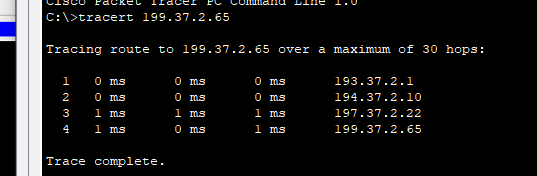 Cisco Packet Tracer PC Command Line 1.0
C:\>tracert 199.37.2.65
Tracing route to 199.37.2.65 over a maximum of 30 hops:
1 0 ms 0 ms 0 ms 193.37.2.1
2 0 ms 0 ms 0 ms 194.37.2.10
3 1 ms 1 ms 1 ms 197.37.2.22
4 1 ms 0 ms 1 ms 199.37.2.65
Trace complete.